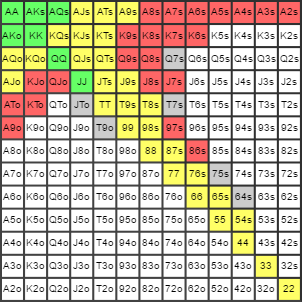 AA AKs AQs AJs ATs A9s A8s A7s A6s A5s A4s A3s A2s
AKo KK KQs KJs KTs K9s K8s K7s K6s K5s K4s K3s K2s
AQo KQo QQ QJs QTs Q9s Q8s Q7s Q6s Q5s Q4s Q3s Q2s
AJo KJo QJo JJ JTs J9s J8s J7s J6s J5s J4s J3s J2s
ATo KTo QTo JTo TT T9s T8s T7s T6s T5s T4s T3s T2s
A9o K9o Q9o J9o T9o 99 98s 97s 96s 95s 94s 93s 92s
A8o K8o Q8o J8o T8o 98o 88 87s 86s 85s 84s 83s 82s
A7o K7o Q7o J7o T7o 97o 87o 77 76s 75s 74s 73s 72s
A6o K6o Q6o J6o T6o 96o 86o 76o 66 65s 64s 63s 62s
A5o K5o Q5o J5o T5o 95o 85o 75o 65o 55 54s 53s 52s
A4o K4o Q4o J4o T4o 94o 84o 74o 64o 54o 44 43s 42s
A3o K3o Q3o J3o T3o 93o 83o 73o 63o 53o 43o 33 32s
A2o K2o Q2o J2o T2o 92o 82o 72o 62o 52o 42o 32o 22